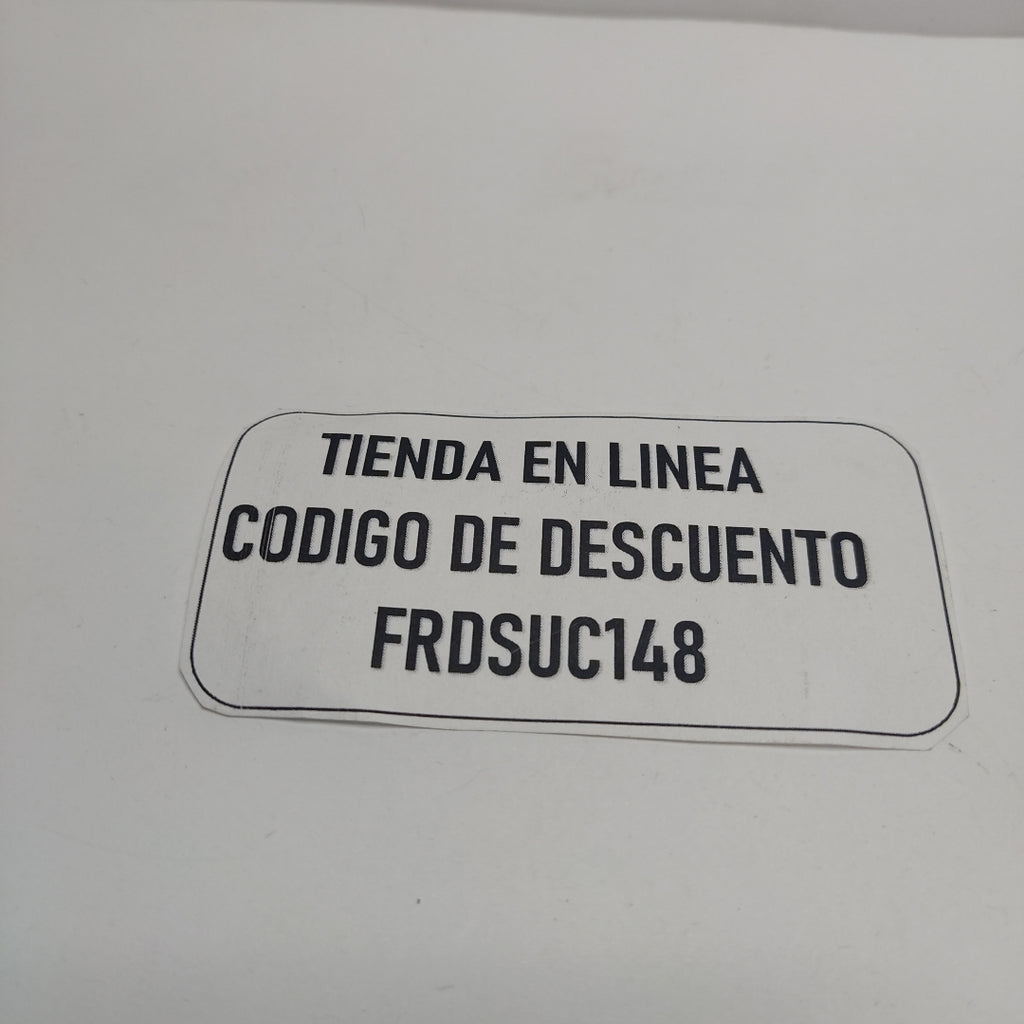 TIENDA EN LINEA
CODIGO DE DESCUENTO
FRDSUC148